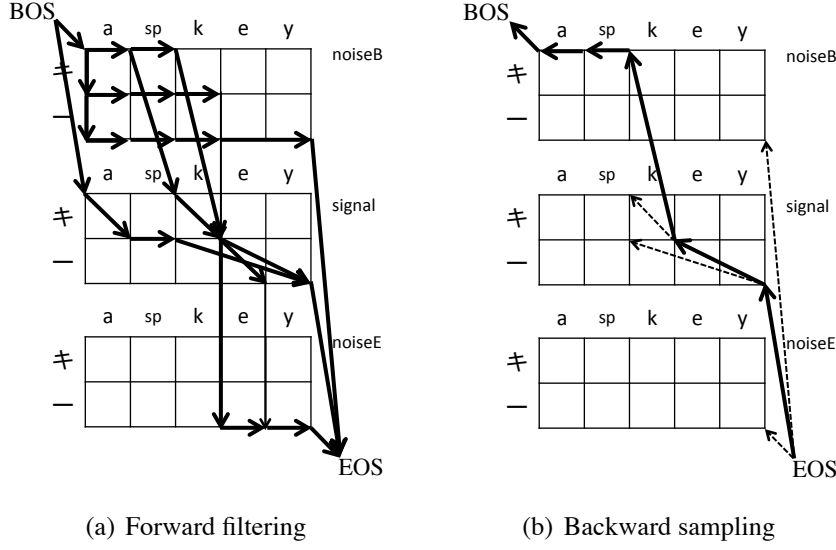 BOS
a sp k e y
noiseB
キ
ー
a sp k e y
signal
キ
ー
a sp k e y
noiseE
キ
ー
EOS
(a) Forward filtering
BOS
a sp k e y
noiseB
キ
ー
a sp k e y
signal
キ
ー
a sp k e y
noiseE
キ
ー
EOS
(b) Backward sampling